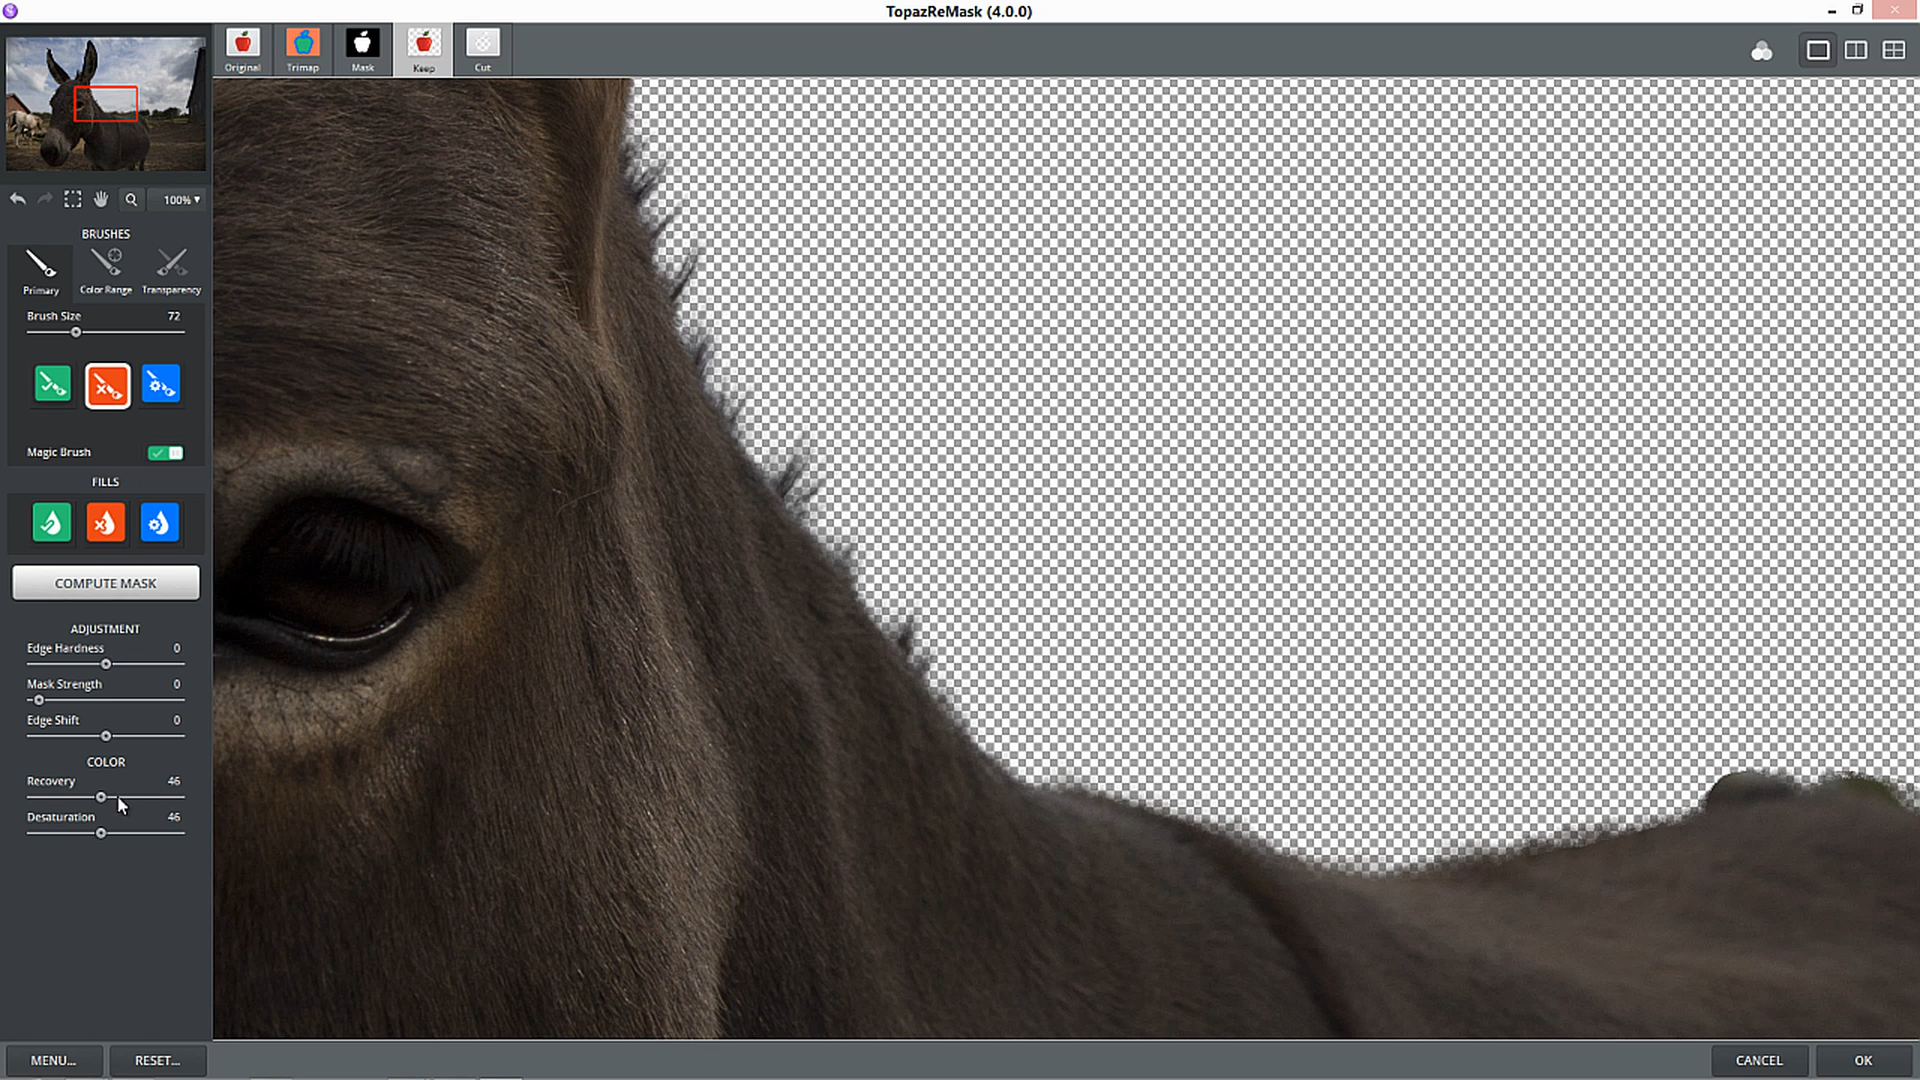 TopazReMask (4.0.0)
Original
Trimap
Mask
Keep
Cut
100%
BRUSHES
Primary
Color Range
Transparency
Brush Size 72
Magic Brush
FILLS
COMPUTE MASK
ADJUSTMENT
Edge Hardness 0
Mask Strength 0
Edge Shift 0
COLOR
Recovery 46
Desaturation 46
MENU...
RESET...
CANCEL
OK